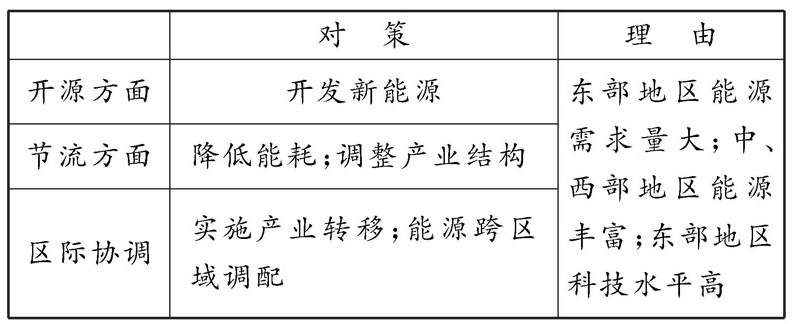 对 策
理 由
开源方面
开发新能源
节流方面
降低能耗;调整产业结构
区际协调
实施产业转移;能源跨区
域调配
东部地区能源
需求量大;中、
西部地区能源
丰富;东部地区
科技水平高